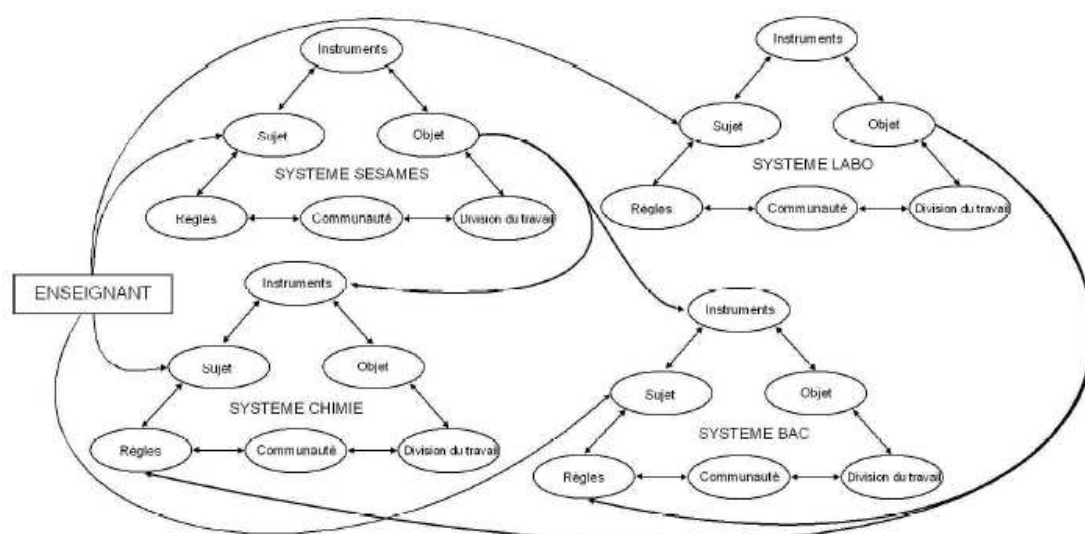 Instruments
Sujet
Objet
SYSTEME SESAMES
Règles
Communauté
Division du travail
Instruments
Sujet
Objet
SYSTEME LABO
Règles
Communauté
Division du travail
ENSEIGNANT
Instruments
Sujet
Objet
SYSTEME CHIMIE
Règles
Communauté
Division du travail
Instruments
Sujet
Objet
SYSTEME BAC
Règles
Communauté
Division du travail